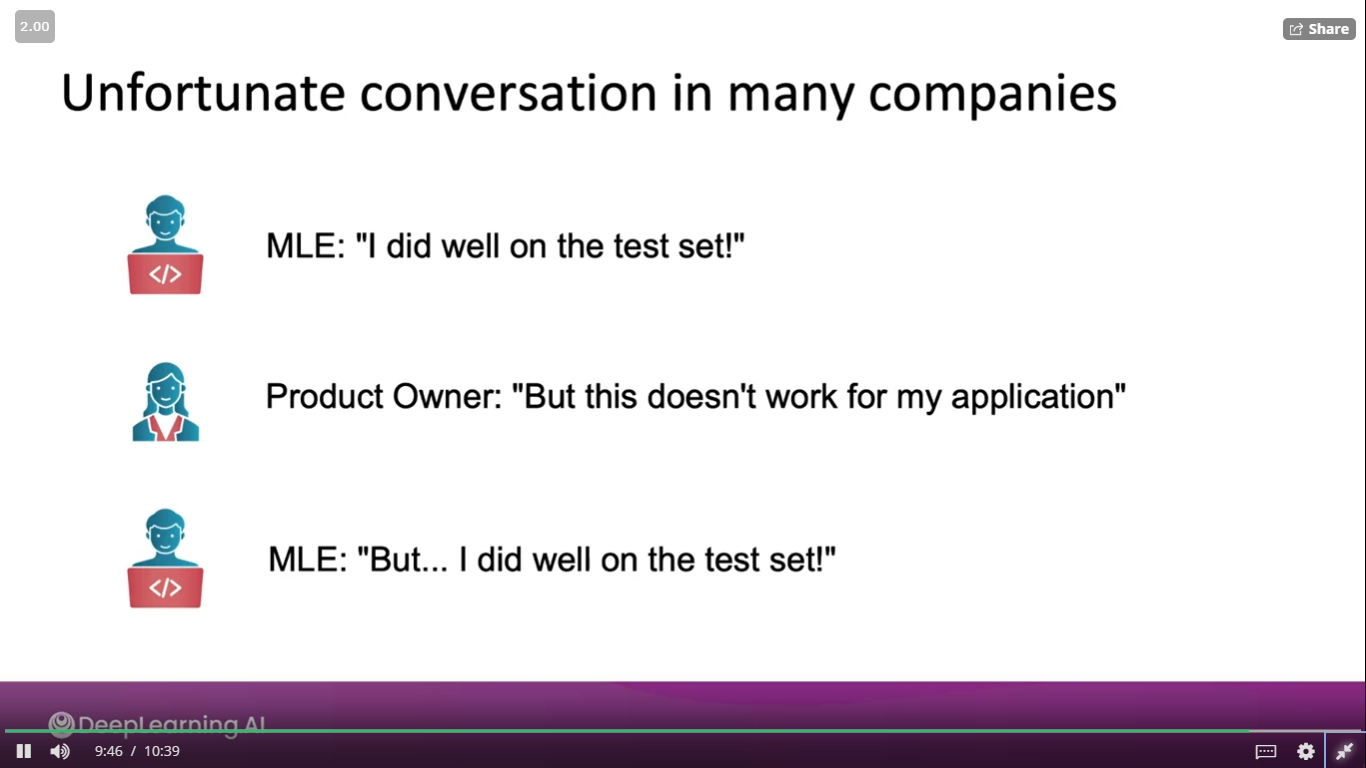 2.00
Share
Unfortunate conversation in many companies
</>
MLE: "I did well on the test set!"
Product Owner: "But this doesn't work for my application"
</>
MLE: "But... I did well on the test set!"
DeepLearning.AI
9:46 / 10:39